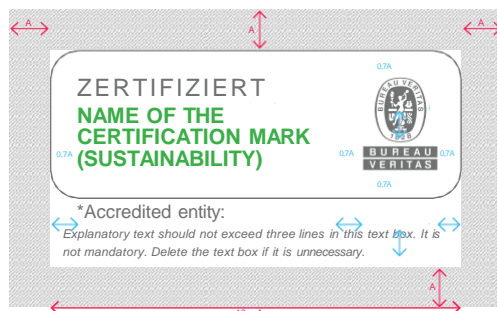 A
A
A
0,7A
ZERTIFIZIERT
NAME OF THE
CERTIFICATION MARK
(SUSTAINABILITY)
BUREAU VERITAS
1828
0,7A
0,7A
BUREAU
VERITAS
0,7A
0,7A
*Accredited entity:
Explanatory text should not exceed three lines in this text box. It is
not mandatory. Delete the text box if it is unnecessary.
A